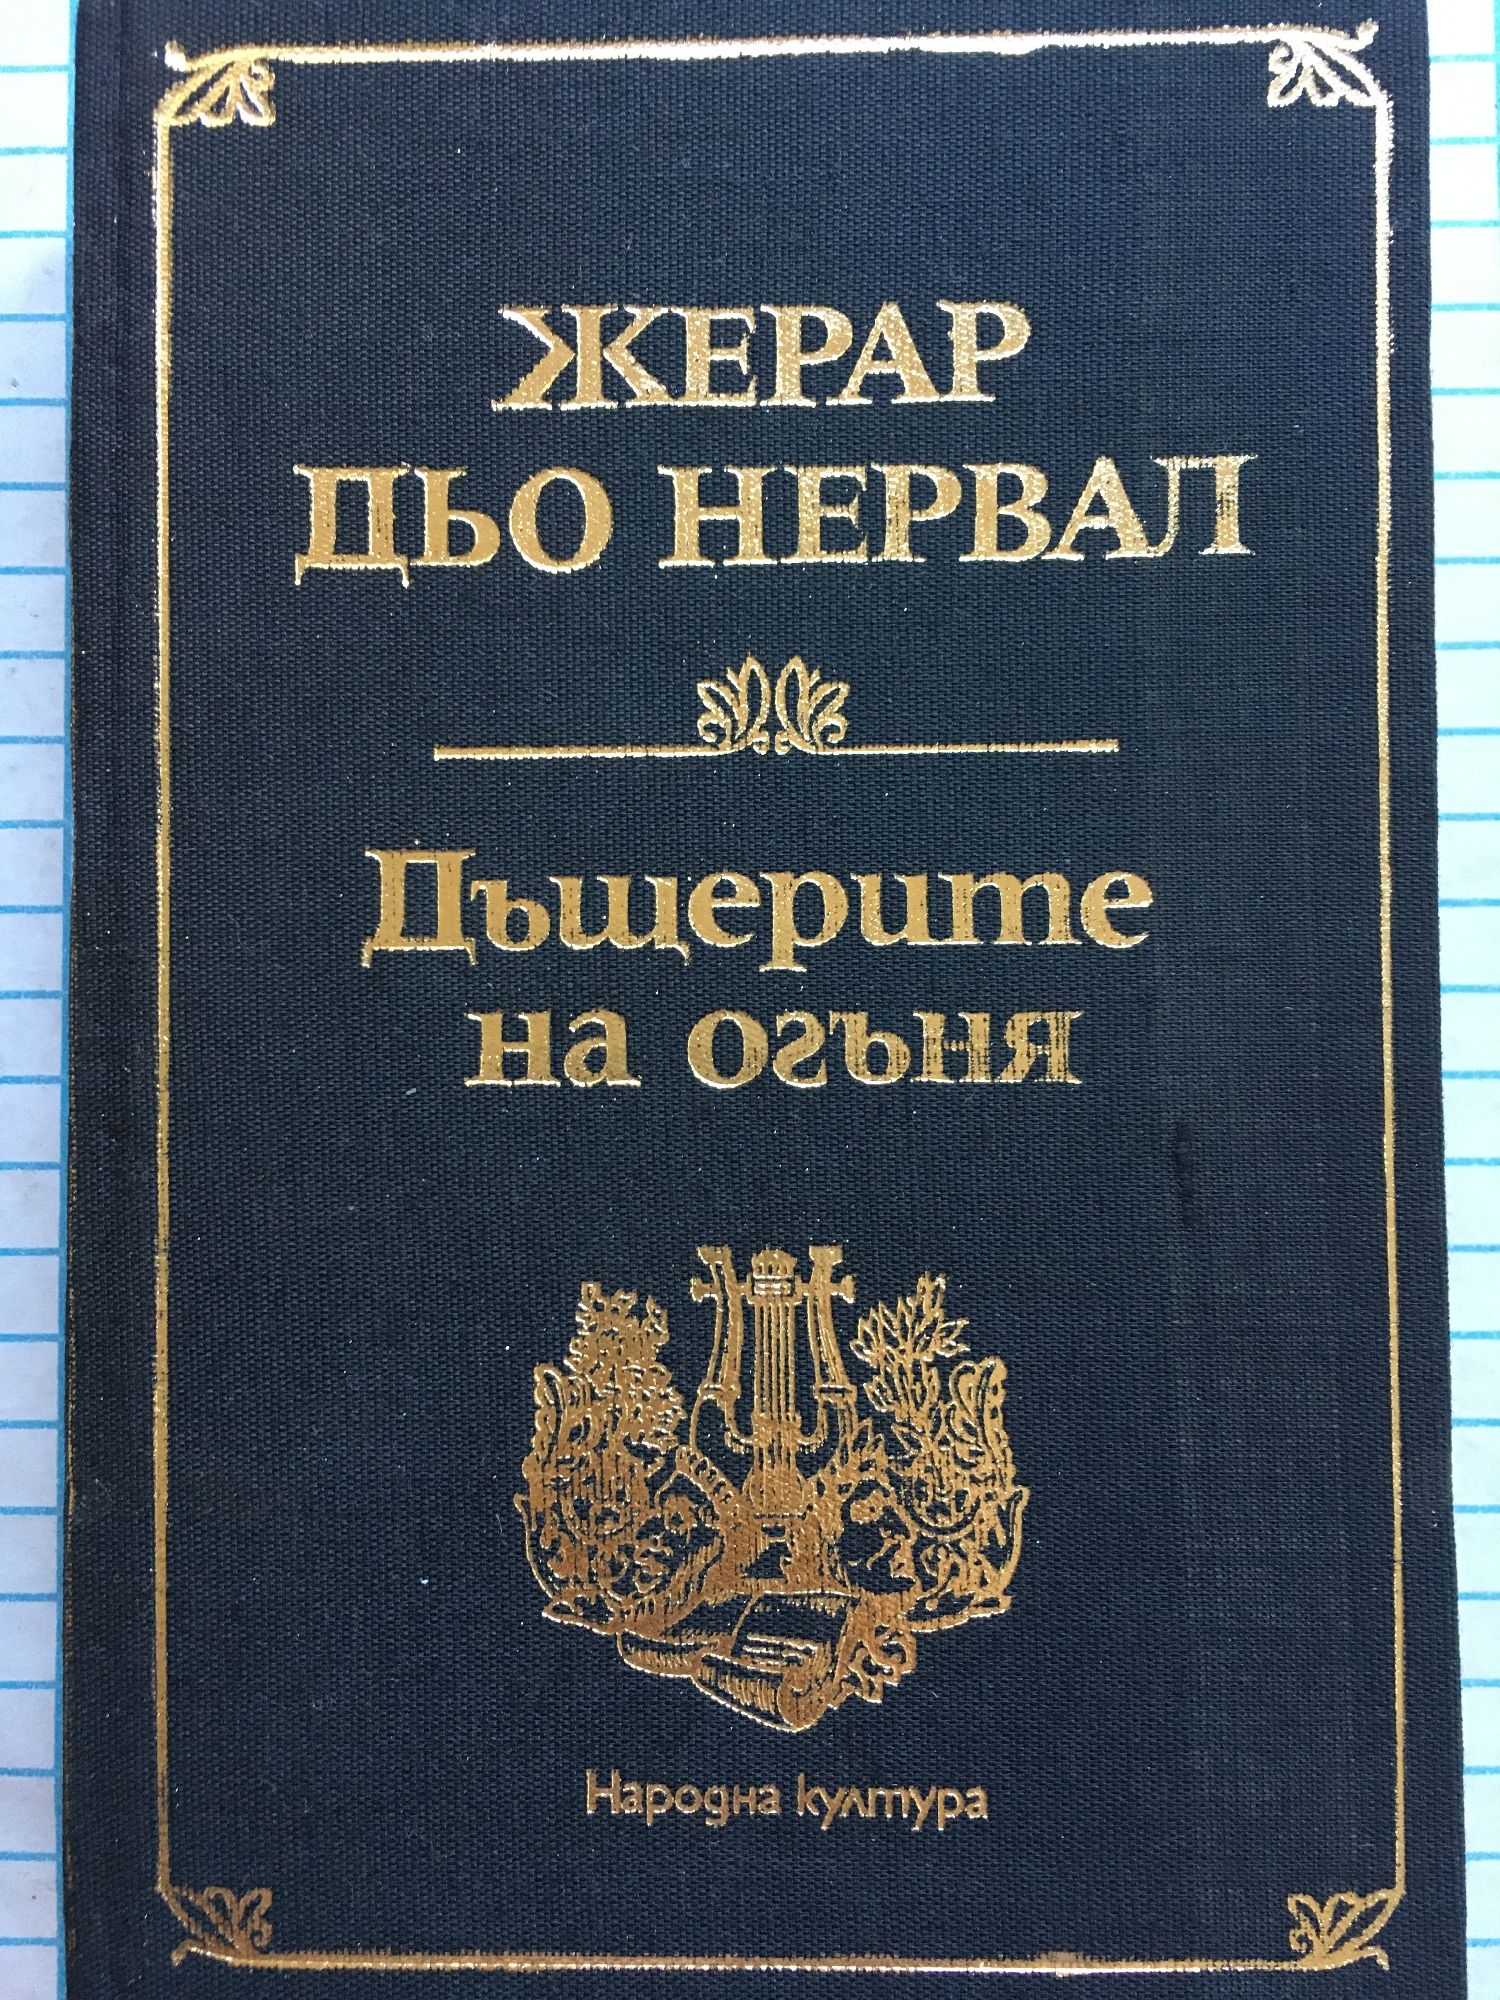 ЖЕРАР
ДЬО НЕРВАЛ
Дъщерите
на огъня
Народна култура